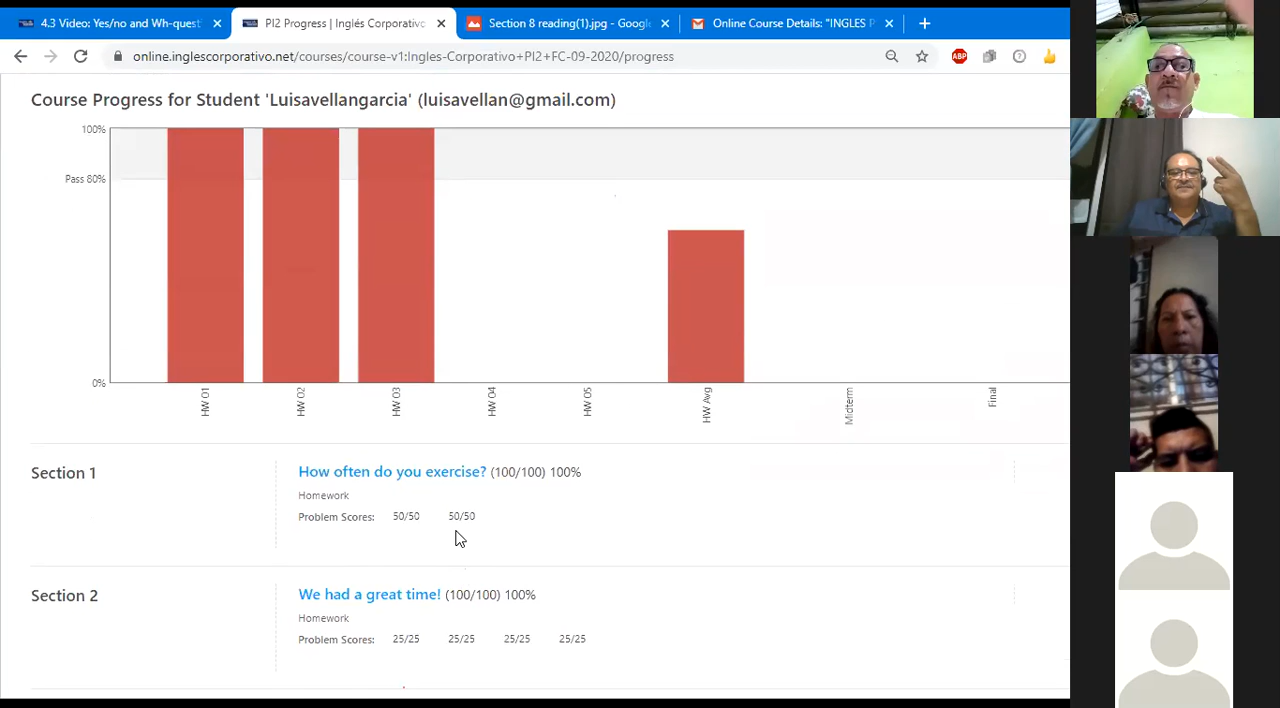 4.3 Video: Yes/no and Wh-quest
PI2 Progress | Inglés Corporativo
Section 8 reading(1).jpg - Googl
Online Course Details: "INGLES P
online.inglescorporativo.net/courses/course-v1:Ingles-Corporativo+PI2+FC-09-2020/progress
ABP
Course Progress for Student 'Luisavellangarcia' (luisavellan@gmail.com)
100%
Pass 80%
0%
HW 01
HW 02
HW 03
HW 04
HW 05
HW Avg
Midterm
Final
Section 1
How often do you exercise? (100/100) 100%
Homework
Problem Scores: 50/50 50/50
Section 2
We had a great time! (100/100) 100%
Homework
Problem Scores: 25/25 25/25 25/25 25/25